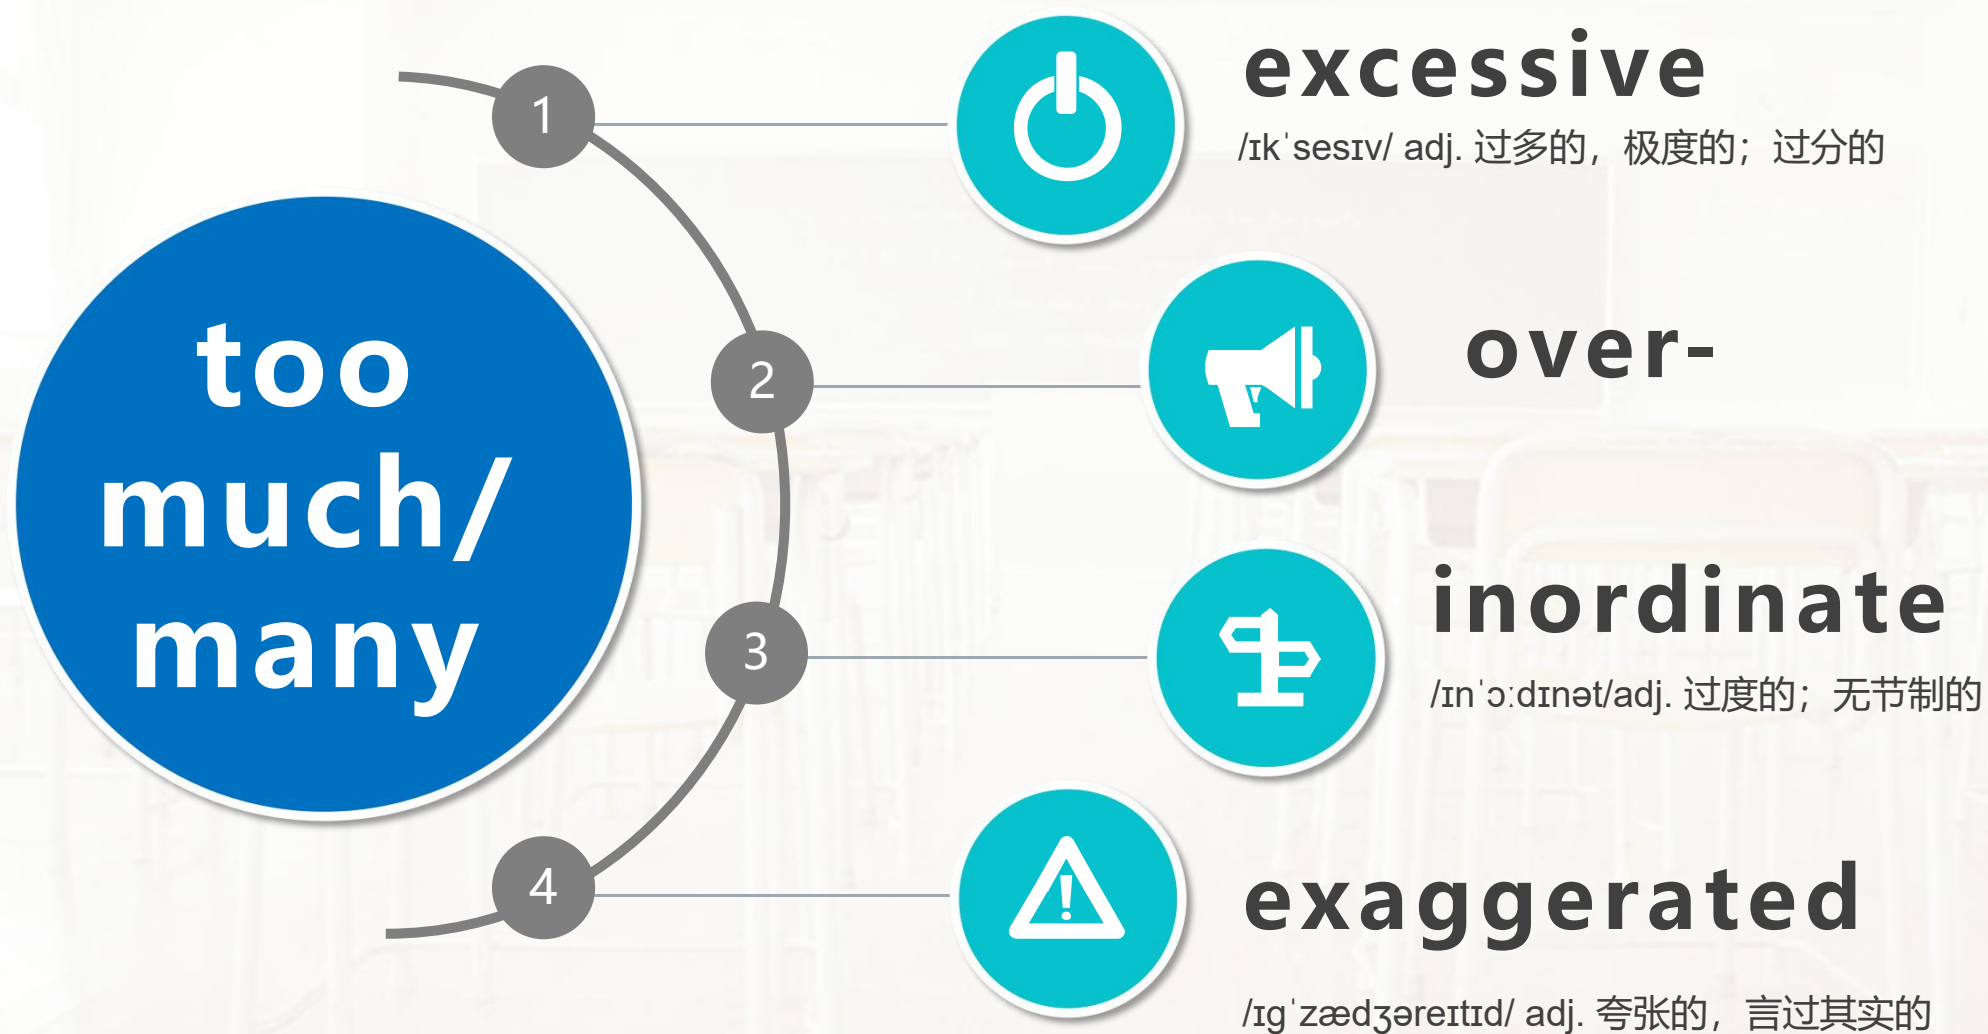 too
much/
many
1
excessive
/ɪkˈsesɪv/ adj. 过多的，极度的；过分的
2
over-
3
inordinate
/ɪnˈɔːdɪnət/adj. 过度的；无节制的
4
exaggerated
/ɪɡˈzædʒəreɪtɪd/ adj. 夸张的，言过其实的